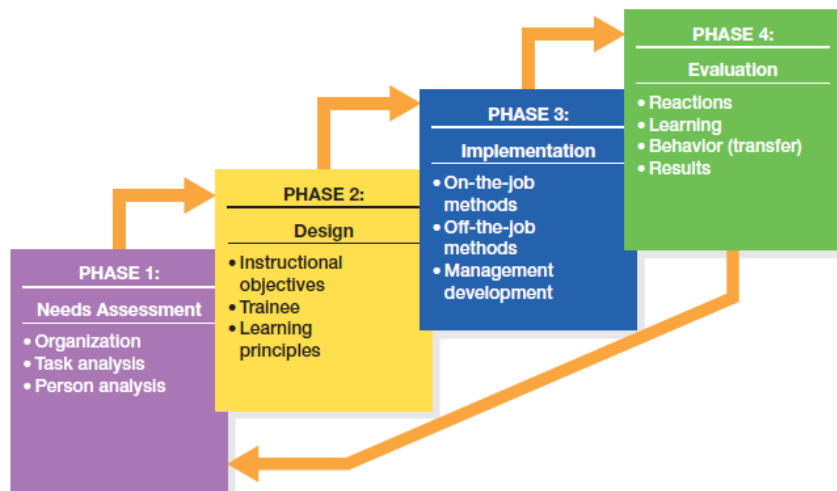 PHASE 1:
Needs Assessment
• Organization
• Task analysis
• Person analysis
PHASE 2:
Design
• Instructional
objectives
• Trainee
• Learning
principles
PHASE 3:
Implementation
• On-the-job
methods
• Off-the-job
methods
• Management
development
PHASE 4:
Evaluation
• Reactions
• Learning
• Behavior (transfer)
• Results